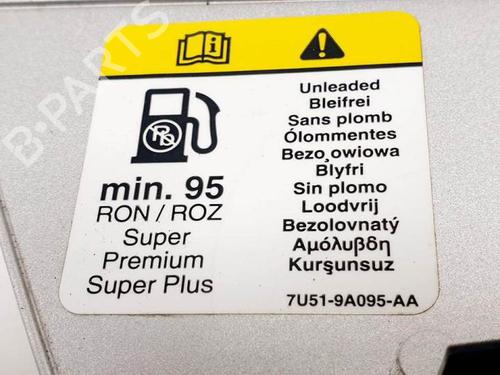 B-PARTS
Pb
min. 95
RON / ROZ
Super
Premium
Super Plus
Unleaded
Bleifrei
Sans plomb
Ólommentes
Bezo,owiowa
Blyfri
Sin plomo
Loodvrij
Bezolovnatý
Αμόλυβδη
Kurşunsuz
7U51-9A095-AA